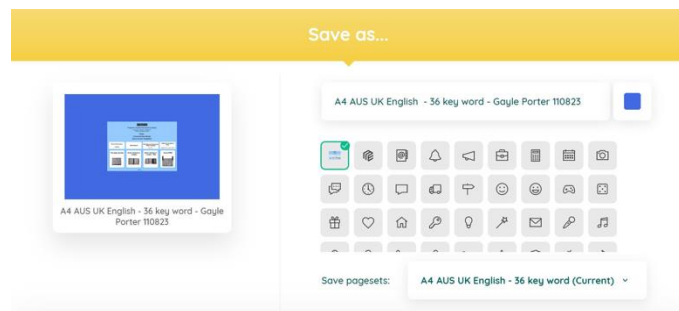 Save as...
A4 AUS UK English - 36 key word - Gayle Porter 110823
A4 AUS UK English - 36 key word - Gayle
Porter 110823
Save pagesets:
A4 AUS UK English - 36 key word (Current)